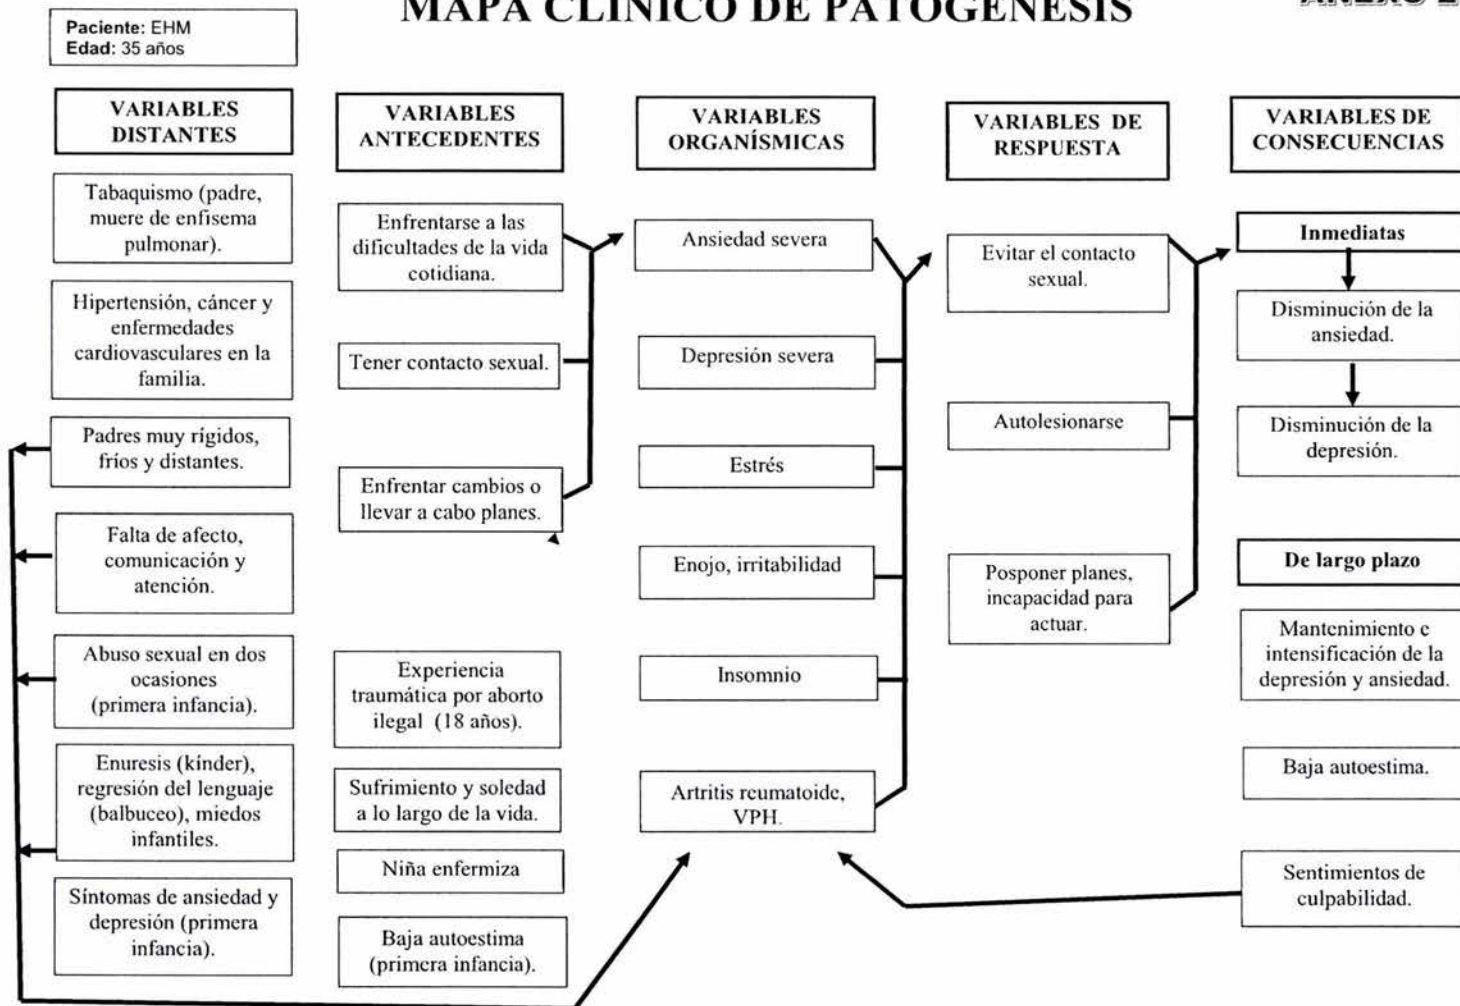 MAPA CLÍNICO DE PATOGÉNESIS
Paciente: EHM
Edad: 35 años
VARIABLES
DISTANTES
Tabaquismo (padre,
muere de enfisema
pulmonar).
Hipertensión, cáncer y
enfermedades
cardiovasculares en la
familia.
Padres muy rígidos,
fríos y distantes.
Falta de afecto,
comunicación y
atención.
Abuso sexual en dos
ocasiones
(primera infancia).
Enuresis (kínder),
regresión del lenguaje
(balbuceo), miedos
infantiles.
Síntomas de ansiedad y
depresión (primera
infancia).
VARIABLES
ANTECEDENTES
Enfrentarse a las
dificultades de la vida
cotidiana.
Tener contacto sexual.
Enfrentar cambios o
llevar a cabo planes.
Experiencia
traumática por aborto
ilegal (18 años).
Sufrimiento y soledad
a lo largo de la vida.
Niña enfermiza
Baja autoestima
(primera infancia).
VARIABLES
ORGANÍSMICAS
Ansiedad severa
Depresión severa
Estrés
Enojo, irritabilidad
Insomnio
Artritis reumatoide,
VPH.
VARIABLES DE
RESPUESTA
Evitar el contacto
sexual.
Autolesionarse
Posponer planes,
incapacidad para
actuar.
VARIABLES DE
CONSECUENCIAS
Inmediatas
Disminución de la
ansiedad.
Disminución de la
depresión.
De largo plazo
Mantenimiento e
intensificación de la
depresión y ansiedad.
Baja autoestima.
Sentimientos de
culpabilidad.